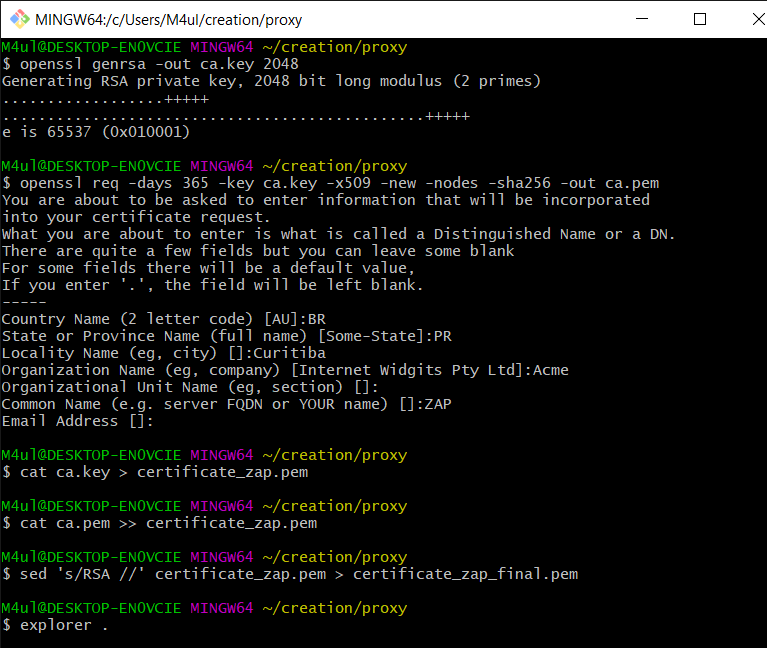 MINGW64:/c/Users/M4ul/creation/proxy
M4ul@DESKTOP-ENOVCIE MINGW64 ~/creation/proxy
$ openssl genrsa -out ca.key 2048
Generating RSA private key, 2048 bit long modulus (2 primes)
..................+++++
...............................................+++++
e is 65537 (0x010001)
M4ul@DESKTOP-ENOVCIE MINGW64 ~/creation/proxy
$ openssl req -days 365 -key ca.key -x509 -new -nodes -sha256 -out ca.pem
You are about to be asked to enter information that will be incorporated
into your certificate request.
What you are about to enter is what is called a Distinguished Name or a DN.
There are quite a few fields but you can leave some blank
For some fields there will be a default value,
If you enter '.', the field will be left blank.
-----
Country Name (2 letter code) [AU]:BR
State or Province Name (full name) [Some-State]:PR
Locality Name (eg, city) []:Curitiba
Organization Name (eg, company) [Internet Widgits Pty Ltd]:Acme
Organizational Unit Name (eg, section) []:
Common Name (e.g. server FQDN or YOUR name) []:ZAP
Email Address []:
M4ul@DESKTOP-ENOVCIE MINGW64 ~/creation/proxy
$ cat ca.key > certificate_zap.pem
M4ul@DESKTOP-ENOVCIE MINGW64 ~/creation/proxy
$ cat ca.pem >> certificate_zap.pem
M4ul@DESKTOP-ENOVCIE MINGW64 ~/creation/proxy
$ sed 's/RSA //' certificate_zap.pem > certificate_zap_final.pem
M4ul@DESKTOP-ENOVCIE MINGW64 ~/creation/proxy
$ explorer .